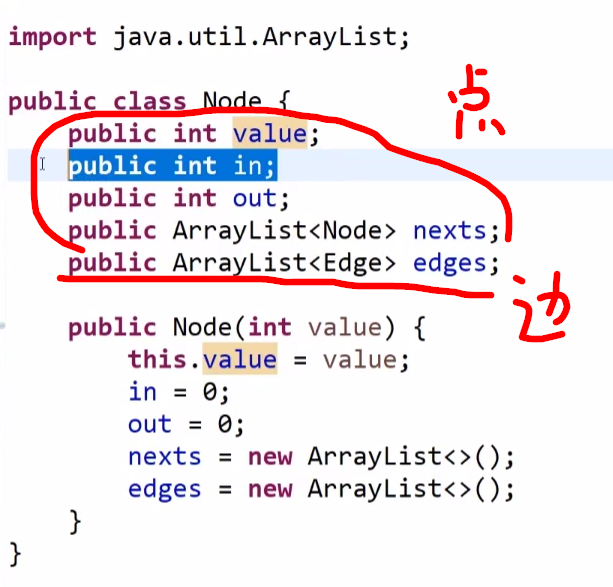 import java.util.ArrayList;
public class Node {
点
public int value;
public int in;
public int out;
public ArrayList<Node> nexts;
public ArrayList<Edge> edges;
边
public Node(int value) {
this.value = value;
in = 0;
out = 0;
nexts = new ArrayList<>();
edges = new ArrayList<>();
}
}